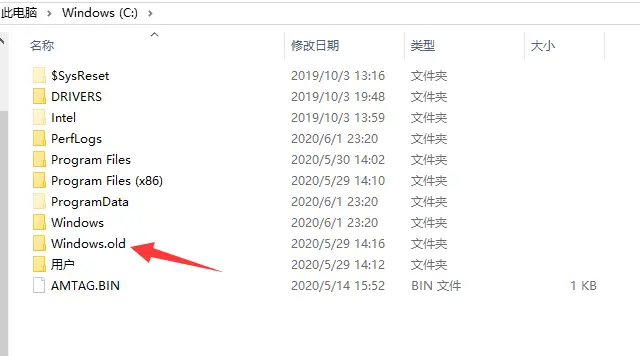 此电脑 > Windows (C:) >
名称 修改日期 类型 大小
$SysReset 2019/10/3 13:16 文件夹
DRIVERS 2019/10/3 19:48 文件夹
Intel 2019/10/3 13:59 文件夹
PerfLogs 2020/6/1 23:20 文件夹
Program Files 2020/5/30 14:02 文件夹
Program Files (x86) 2020/5/29 14:10 文件夹
ProgramData 2020/6/1 23:20 文件夹
Windows 2020/6/1 23:20 文件夹
Windows.old 2020/5/29 14:16 文件夹
用户 2020/5/29 14:12 文件夹
AMTAG.BIN 2020/5/14 15:52 BIN 文件 1 KB